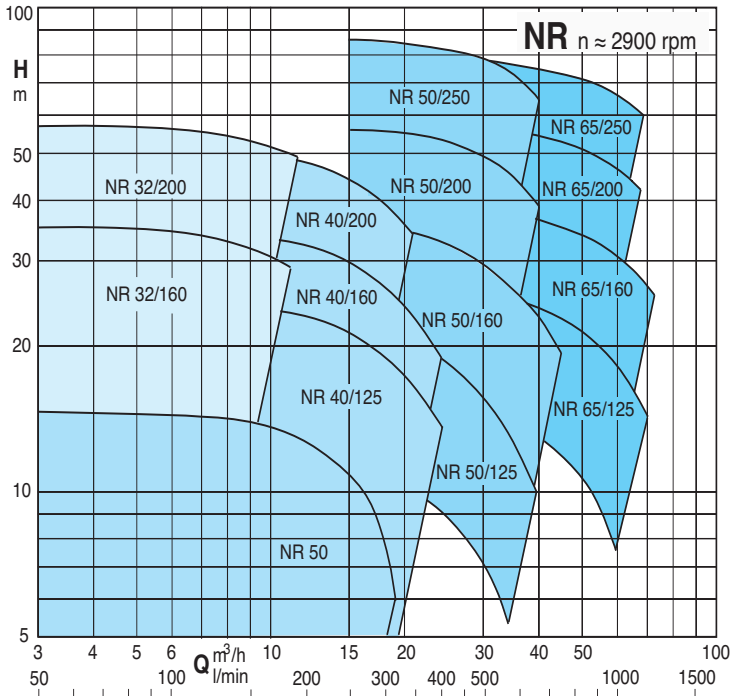 100
NR n ≈ 2900 rpm
H
m
NR 50/250
NR 65/250
50
NR 32/200
NR 50/200
NR 65/200
40
NR 40/200
30
NR 32/160
NR 40/160
NR 65/160
NR 50/160
20
NR 40/125
NR 65/125
NR 50/125
10
NR 50
5
3 4 5 6 10 15 20 30 40 50 100
Q m³/h
l/min
50 100 200 300 400 500 1000 1500